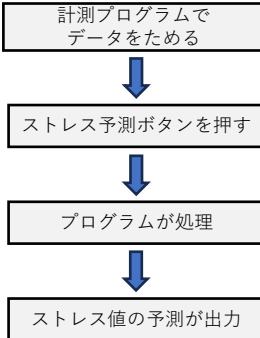 計測プログラムで
データをためる
ストレス予測ボタンを押す
プログラムが処理
ストレス値の予測が出力